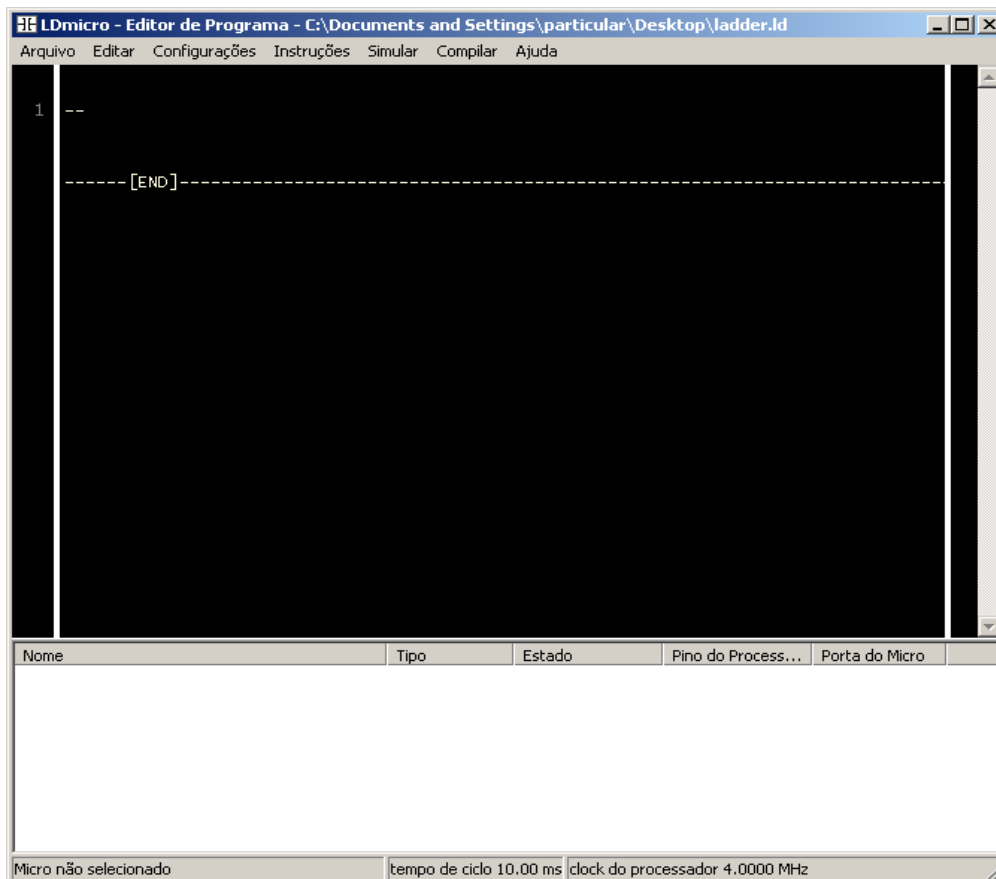 LDmicro - Editor de Programa - C:\Documents and Settings\particular\Desktop\ladder.ld
Arquivo Editar Configurações Instruções Simular Compilar Ajuda
1 --
------[END]----------------------------------------------------------------------
Nome Tipo Estado Pino do Process... Porta do Micro
Micro não selecionado tempo de ciclo 10.00 ms clock do processador 4.0000 MHz